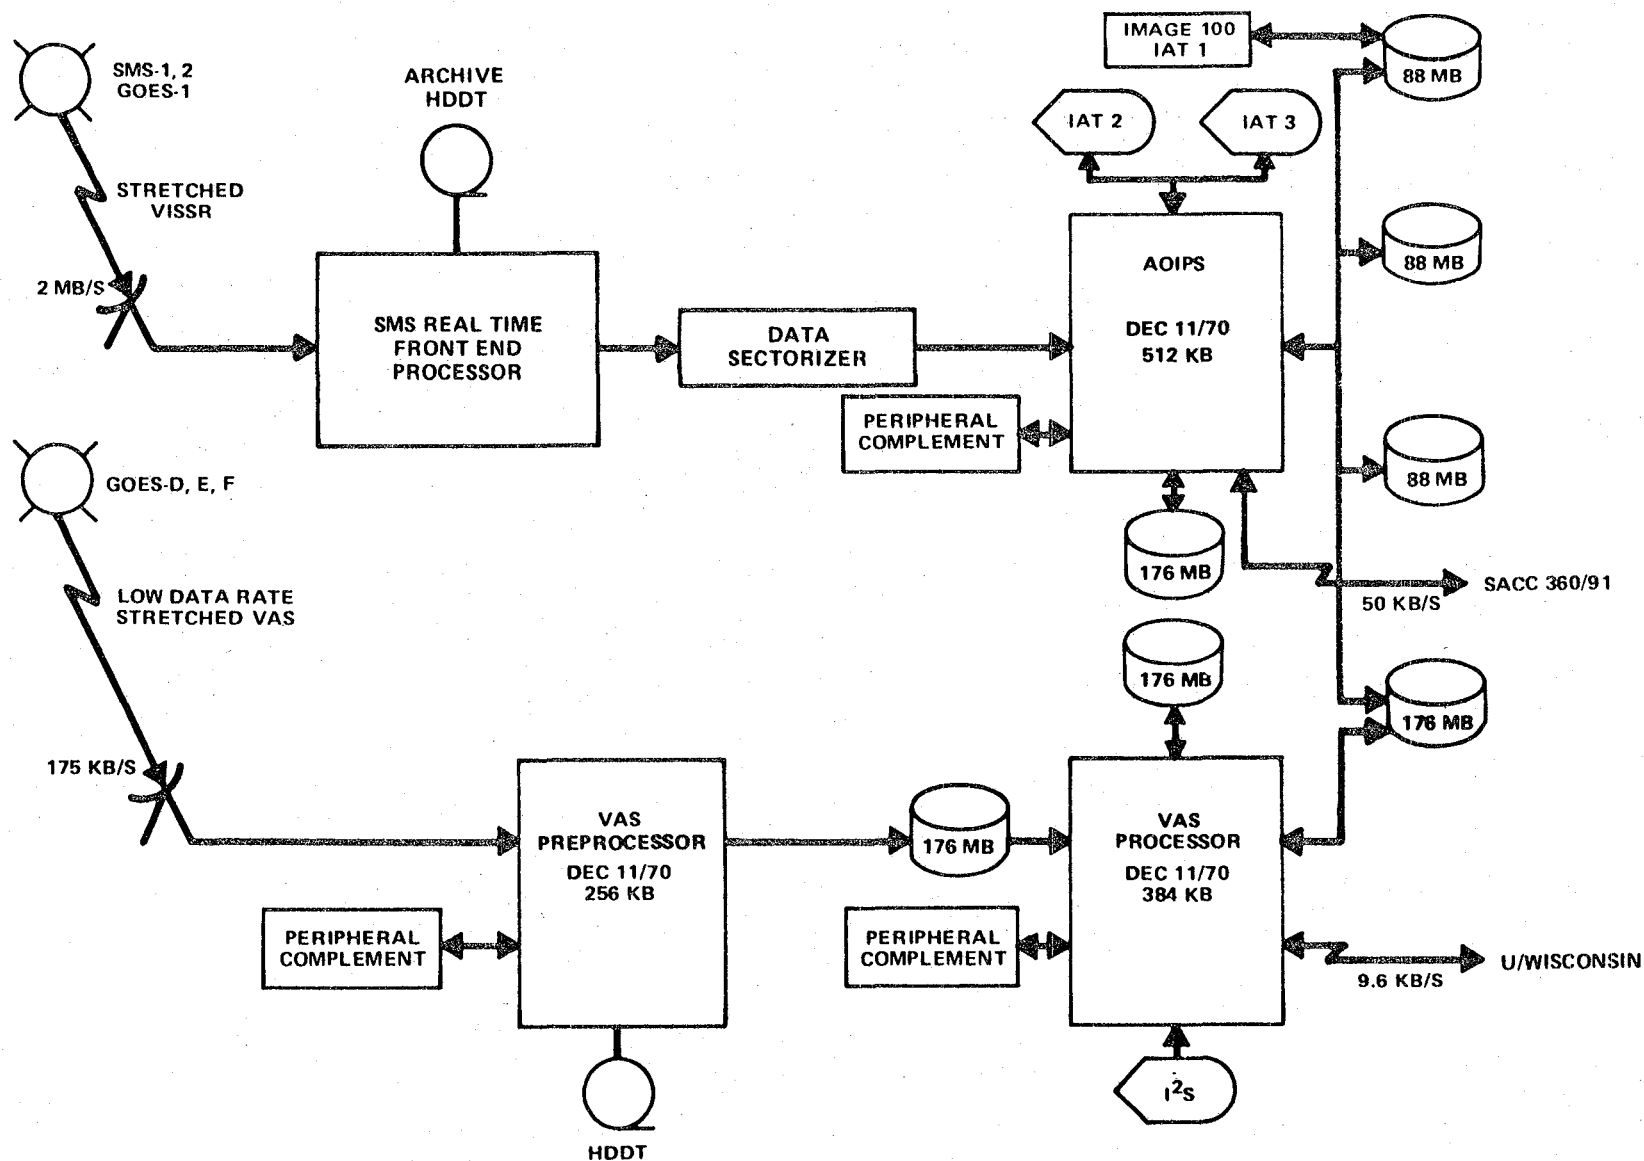 SMS-1, 2
GOES-1
STRETCHED
VISSR
2 MB/S
ARCHIVE
HDDT
SMS REAL TIME
FRONT END
PROCESSOR
DATA
SECTORIZER
IMAGE 100
IAT 1
IAT 2
IAT 3
AOIPS
DEC 11/70
512 KB
PERIPHERAL
COMPLEMENT
88 MB
88 MB
88 MB
176 MB
50 KB/S
SACC 360/91
GOES-D, E, F
LOW DATA RATE
STRETCHED VAS
175 KB/S
VAS
PREPROCESSOR
DEC 11/70
256 KB
PERIPHERAL
COMPLEMENT
HDDT
176 MB
176 MB
176 MB
VAS
PROCESSOR
DEC 11/70
384 KB
PERIPHERAL
COMPLEMENT
9.6 KB/S
U/WISCONSIN
I²S